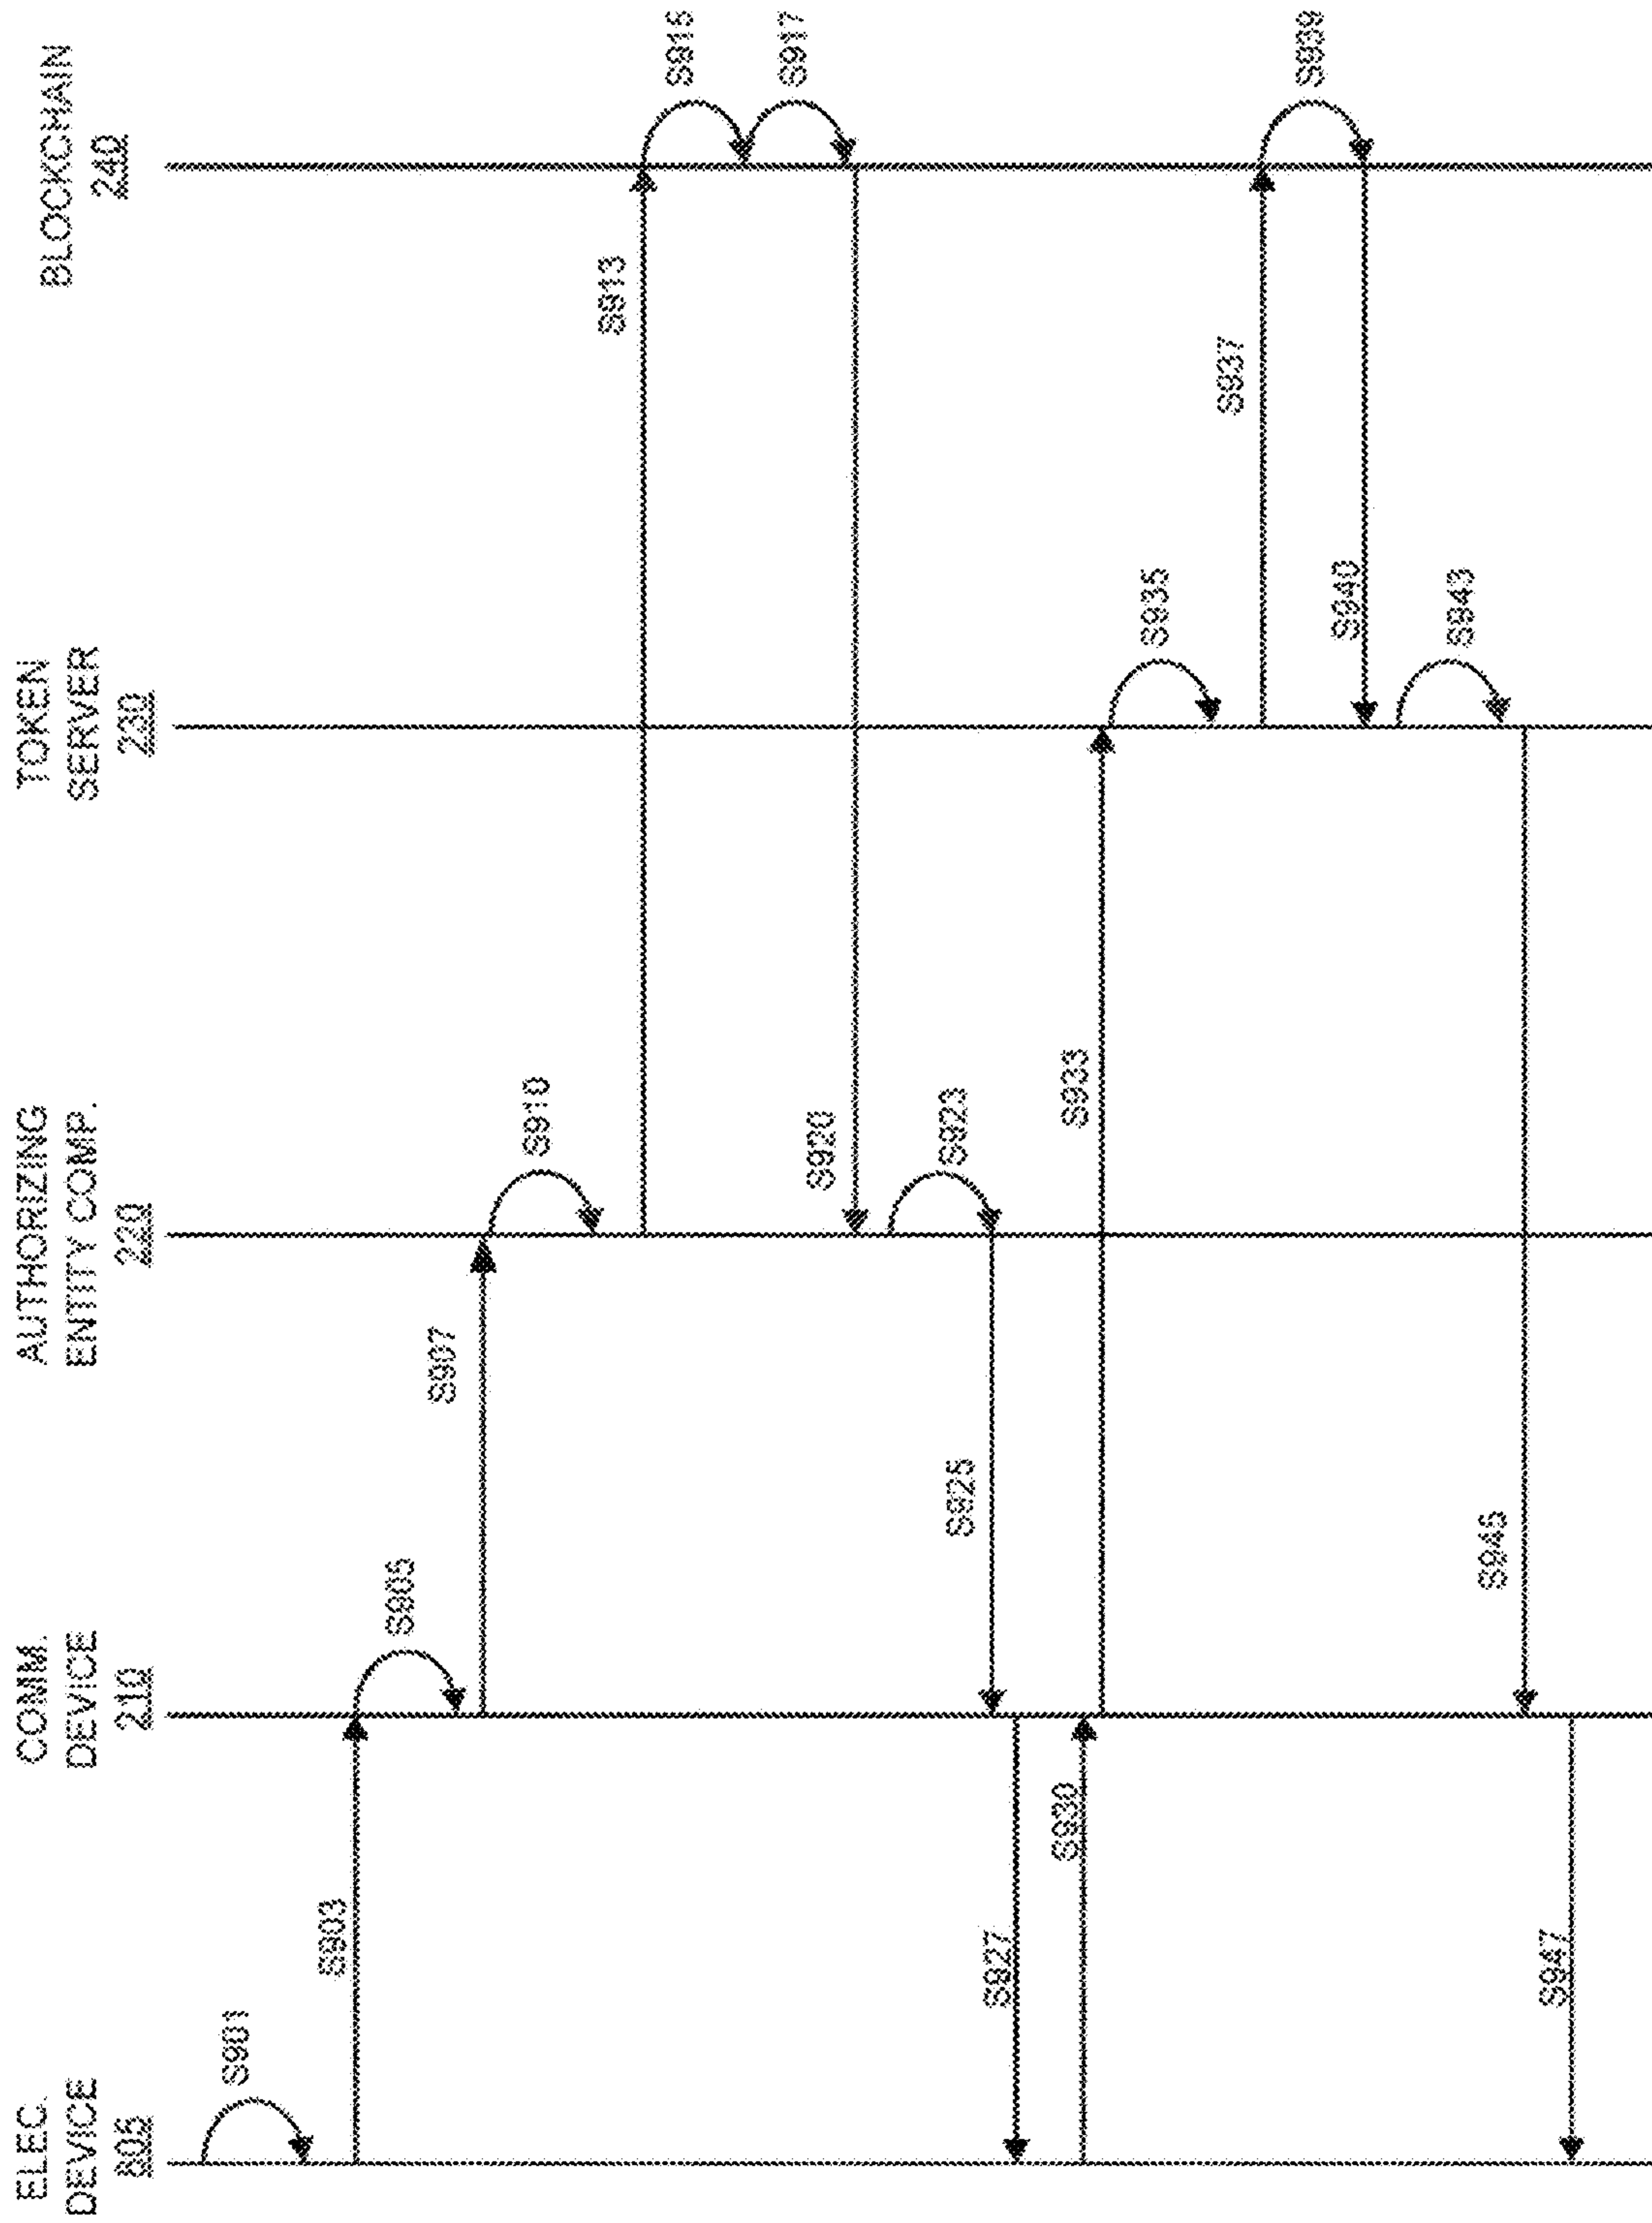 ELEC.
DEVICE
805
COMM.
DEVICE
210
AUTHORIZING
ENTITY COMP.
220
TOKEN
SERVER
230
BLOCKCHAIN
240
S901
S903
S905
S907
S910
S913
S915
S917
S920
S923
S925
S927
S930
S933
S935
S937
S939
S940
S943
S945
S947